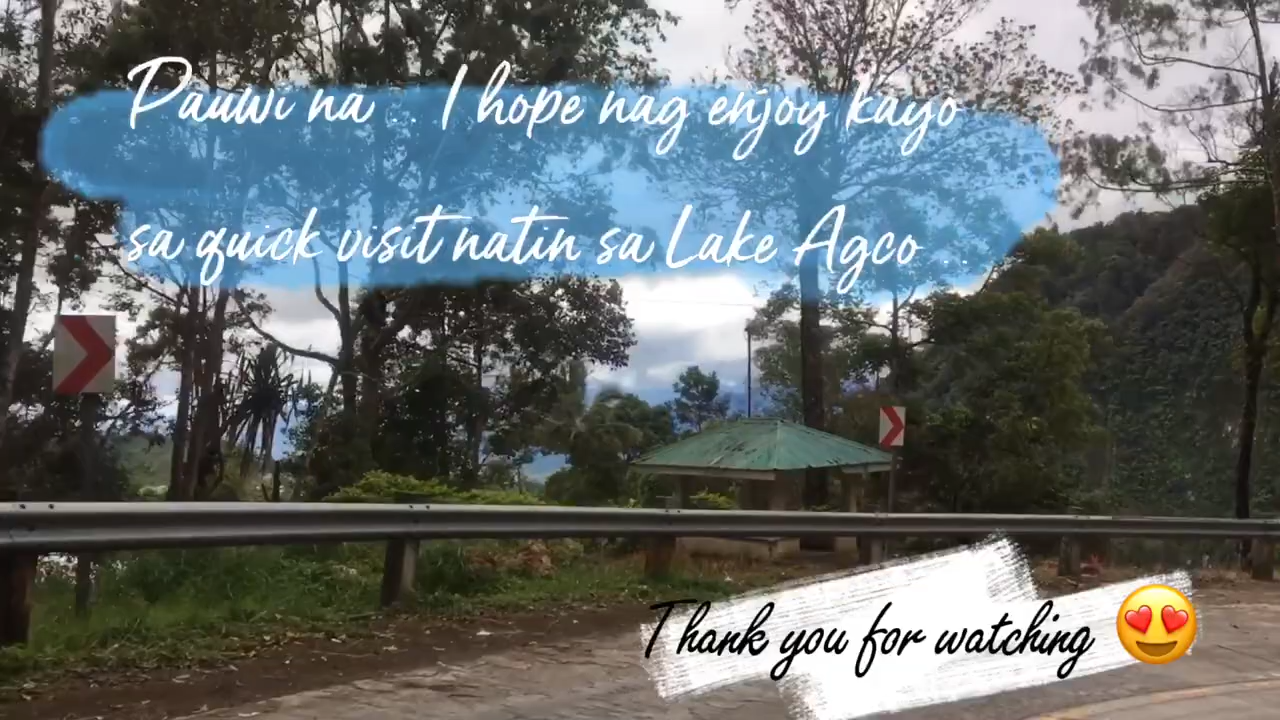 Pauwi na .. I hope nag enjoy kayo
sa quick visit natin sa Lake Agco ..
Thank you for watching 😍